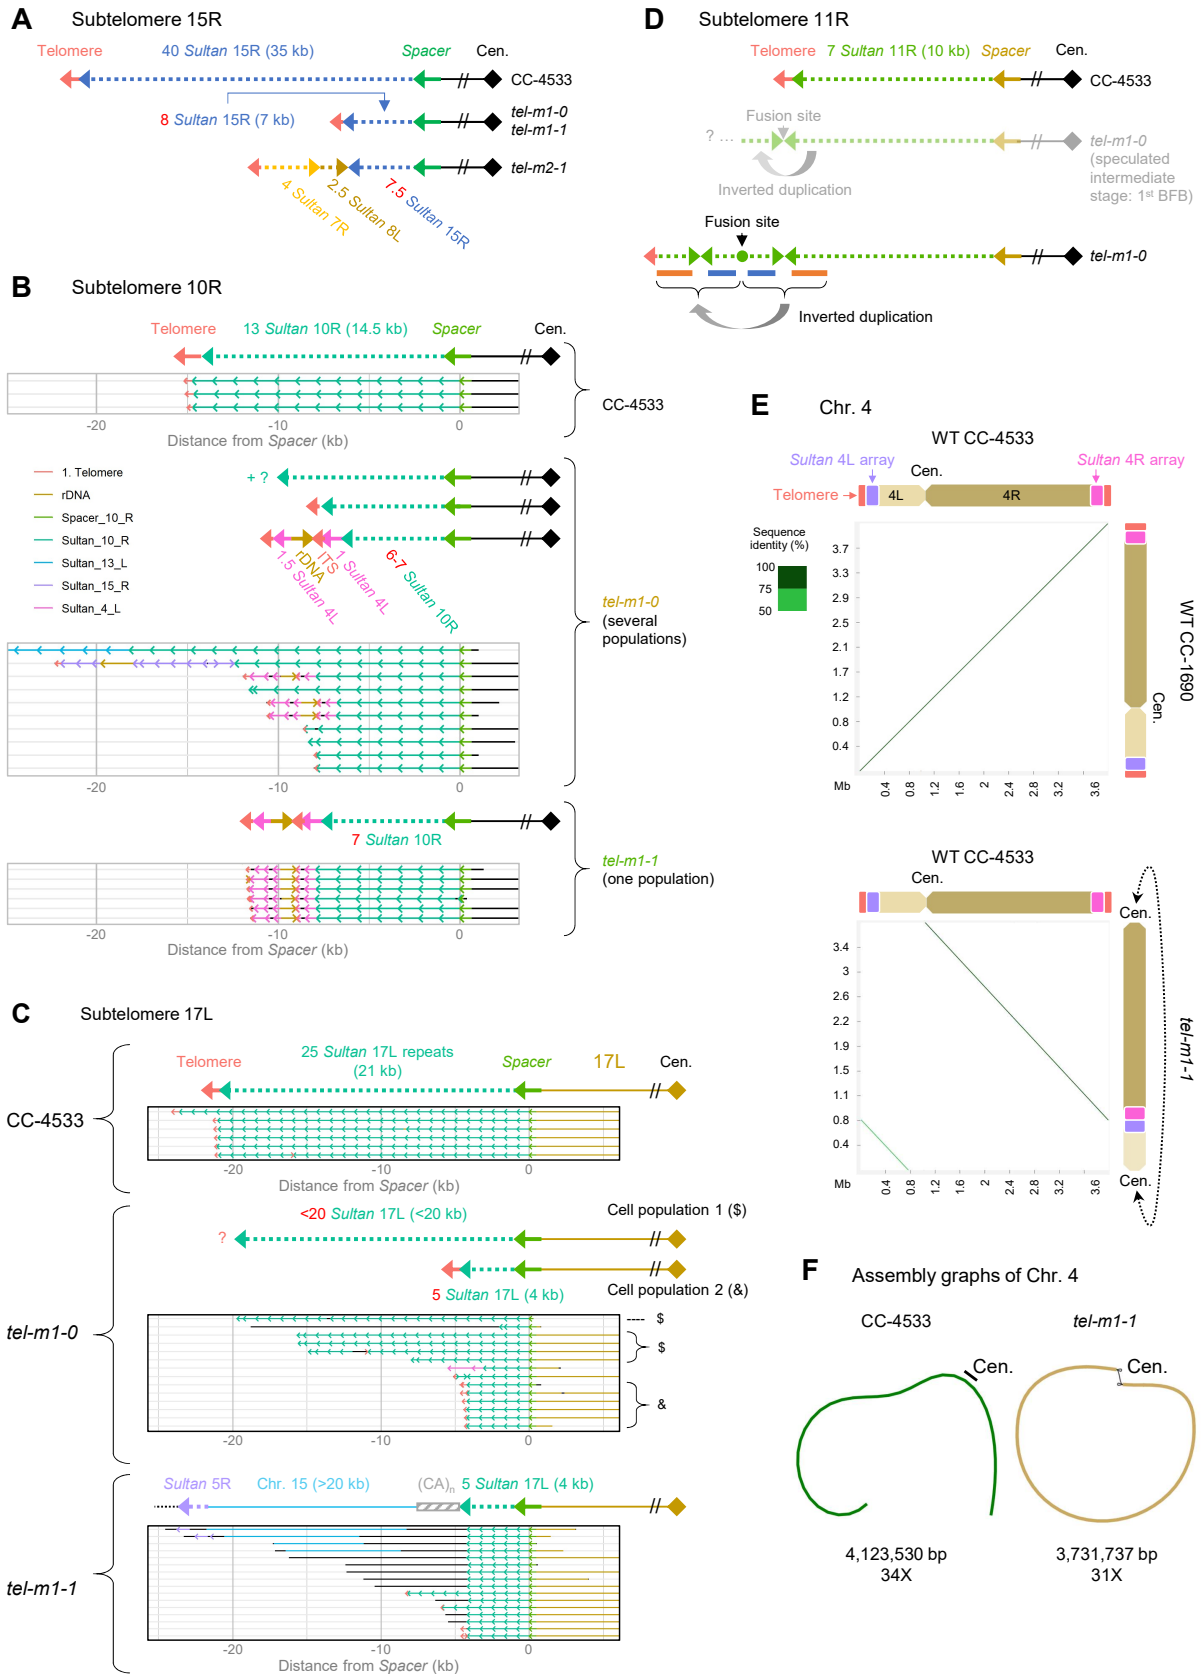 A Subtelomere 15R
Telomere 40 Sultan 15R (35 kb) Spacer Cen.
CC-4533
8 Sultan 15R (7 kb)
tel-m1-0
tel-m1-1
tel-m2-1
4 Sultan 7R
2.5 Sultan 8L
7.5 Sultan 15R
B Subtelomere 10R
Telomere 13 Sultan 10R (14.5 kb) Spacer Cen.
CC-4533
-20 -10 0
Distance from Spacer (kb)
1. Telomere
rDNA
Spacer_10_R
Sultan_10_R
Sultan_13_L
Sultan_15_R
Sultan_4_L
+ ?
1.5 Sultan 4L
rDNA
ITS
1 Sultan 4L
6-7 Sultan 10R
tel-m1-0
(several
populations)
-20 -10 0
7 Sultan 10R
tel-m1-1
(one population)
-20 -10 0
Distance from Spacer (kb)
C Subtelomere 17L
Telomere 25 Sultan 17L repeats
(21 kb)
Spacer 17L Cen.
CC-4533
-20 -10 0
Distance from Spacer (kb)
<20 Sultan 17L (<20 kb) Cell population 1 ($)
?
5 Sultan 17L (4 kb) Cell population 2 (&)
tel-m1-0
---- $
$
&
-20 -10 0
Sultan 5R Chr. 15 (>20 kb) (CA)n 5 Sultan 17L (4 kb)
tel-m1-1
-20 -10 0
Distance from Spacer (kb)
D Subtelomere 11R
Telomere 7 Sultan 11R (10 kb) Spacer Cen.
CC-4533
Fusion site
? ...
Inverted duplication
tel-m1-0
(speculated
intermediate
stage: 1st BFB)
Fusion site
tel-m1-0
Inverted duplication
E Chr. 4
WT CC-4533
Sultan 4L array Cen. Sultan 4R array
Telomere 4L 4R
Sequence
identity (%)
100
75
50
3.7
3.3
2.9
2.5
2.1
1.7
1.2
0.8
0.4
Mb 0.4 0.8 1.2 1.6 2 2.4 2.8 3.2 3.6
WT CC-1690
Cen.
WT CC-4533
Cen.
Cen.
3.4
3
2.6
2.2
1.9
1.5
1.1
0.8
0.4
Mb 0.4 0.8 1.2 1.6 2 2.4 2.8 3.2 3.6
Cen.
tel-m1-1
F Assembly graphs of Chr. 4
CC-4533 tel-m1-1
Cen. Cen.
4,123,530 bp 3,731,737 bp
34X 31X